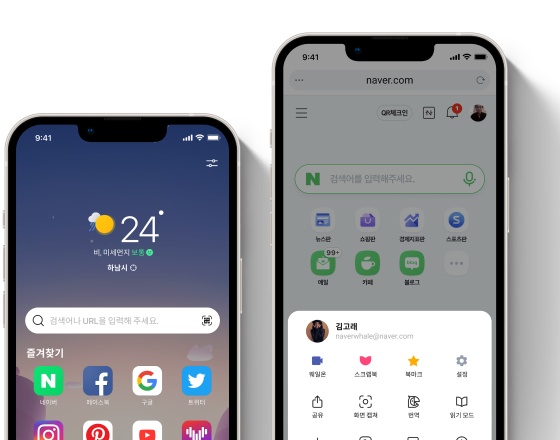 9:41
24°
비, 미세먼지 보통
하남시
검색어나 URL을 입력해 주세요.
즐겨찾기
N
f
G
네이버
페이스북
구글
트위터
9:41
naver.com
QR체크인
N
1
N
검색어를 입력해주세요.
S
뉴스판
쇼핑판
경제지표판
스포츠판
99+
blog
메일
카페
블로그
김고래
naverwhale@naver.com
웨일온
스크랩북
북마크
설정
공유
화면 캡쳐
번역
읽기 모드